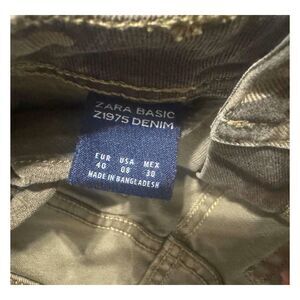 ZARA BASIC
Z1975 DENIM
EUR USA MEX
40 08 30
MADE IN BANGLADESH